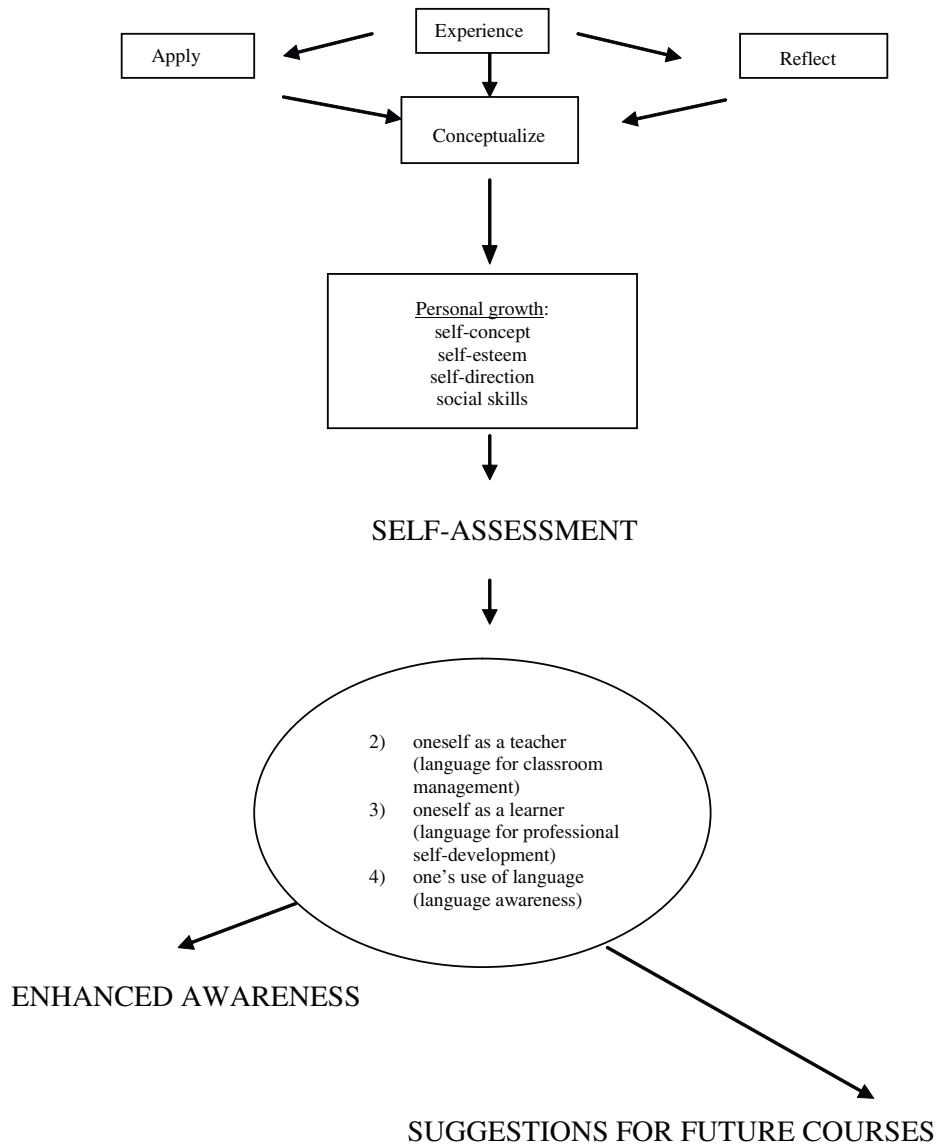 Experience
Apply
Reflect
Conceptualize
Personal growth:
self-concept
self-esteem
self-direction
social skills
SELF-ASSESSMENT
2) oneself as a teacher
(language for classroom
management)
3) oneself as a learner
(language for professional
self-development)
4) one’s use of language
(language awareness)
ENHANCED AWARENESS
SUGGESTIONS FOR FUTURE COURSES